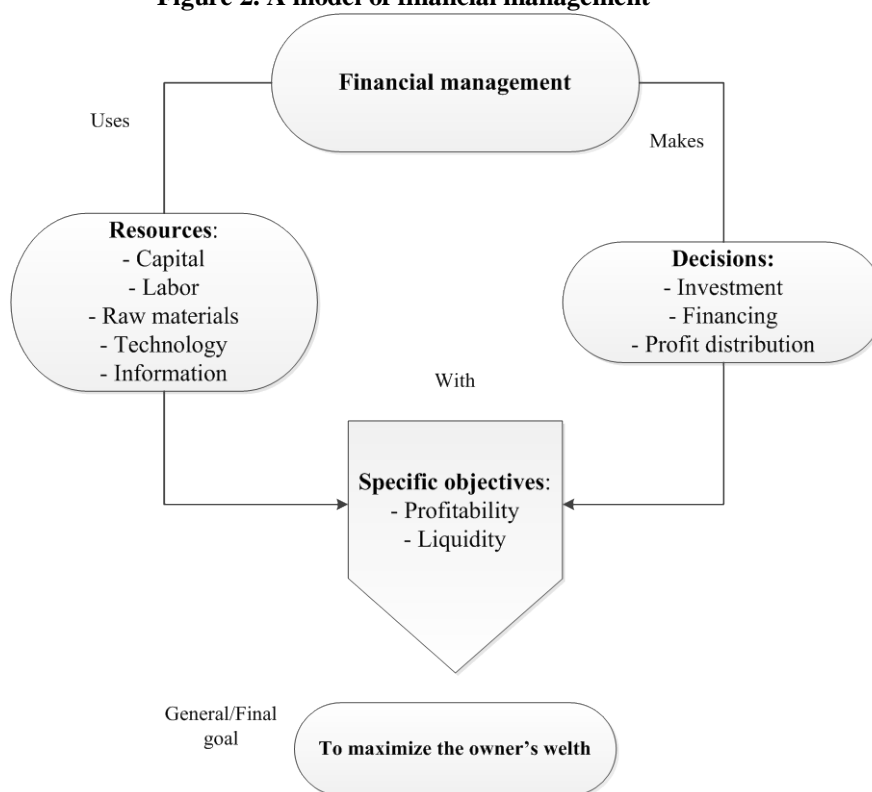 Figure 2. A model of financial management
Financial management
Uses
Makes
Resources:
- Capital
- Labor
- Raw materials
- Technology
- Information
Decisions:
- Investment
- Financing
- Profit distribution
With
Specific objectives:
- Profitability
- Liquidity
General/Final
goal
To maximize the owner's welth